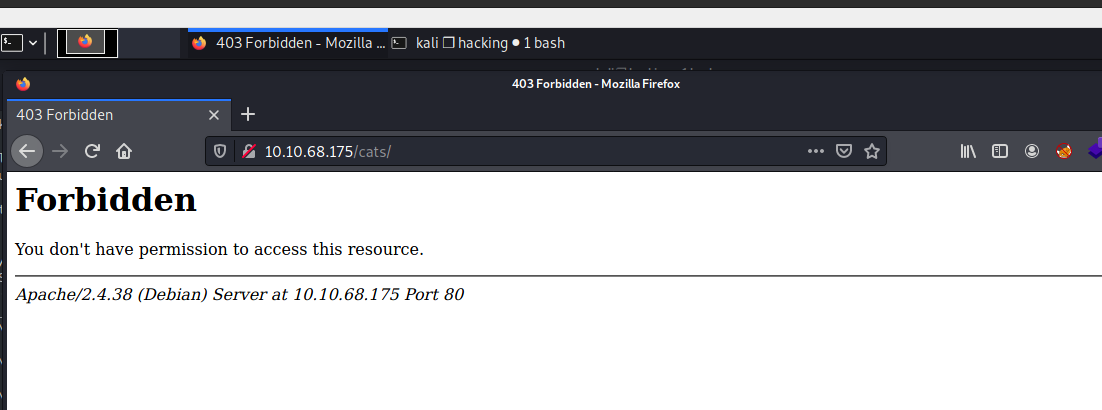 403 Forbidden - Mozilla ...
kali ❐ hacking ● 1 bash
403 Forbidden - Mozilla Firefox
403 Forbidden
10.10.68.175/cats/
Forbidden
You don't have permission to access this resource.
Apache/2.4.38 (Debian) Server at 10.10.68.175 Port 80